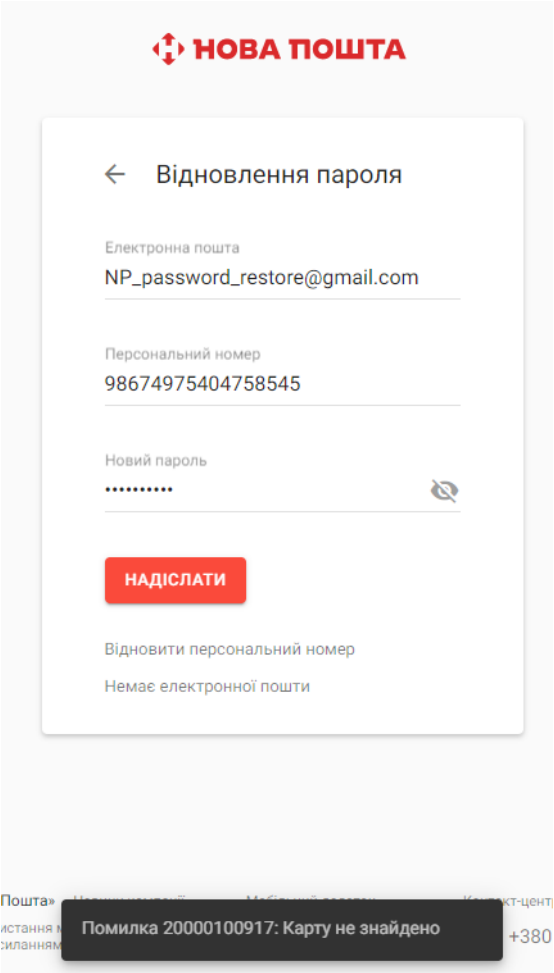 НОВА ПОШТА
Відновлення пароля
Електронна пошта
NP_password_restore@gmail.com
Персональний номер
98674975404758545
Новий пароль
••••••••••
НАДІСЛАТИ
Відновити персональний номер
Немає електронної пошти
Пошта»
+380
Помилка 20000100917: Карту не знайдено